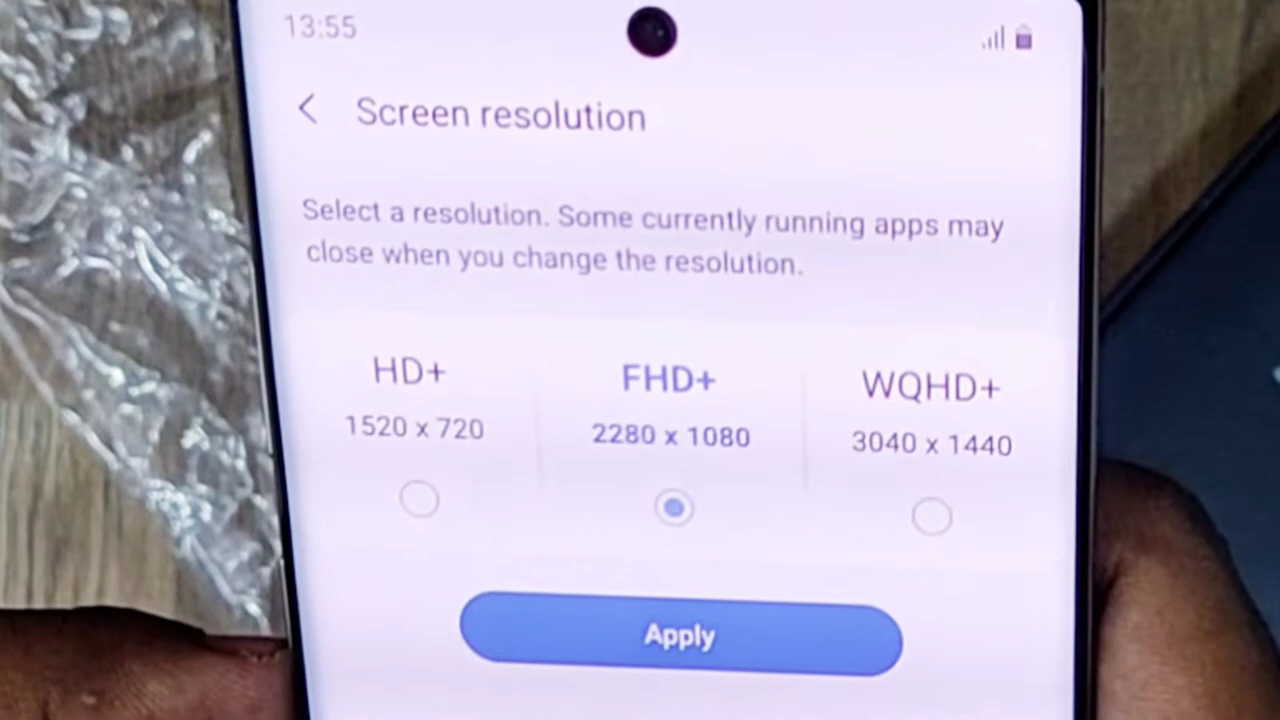 13:55
Screen resolution
Select a resolution. Some currently running apps may
close when you change the resolution.
HD+
FHD+
WQHD+
1520 x 720
2280 x 1080
3040 x 1440
Apply